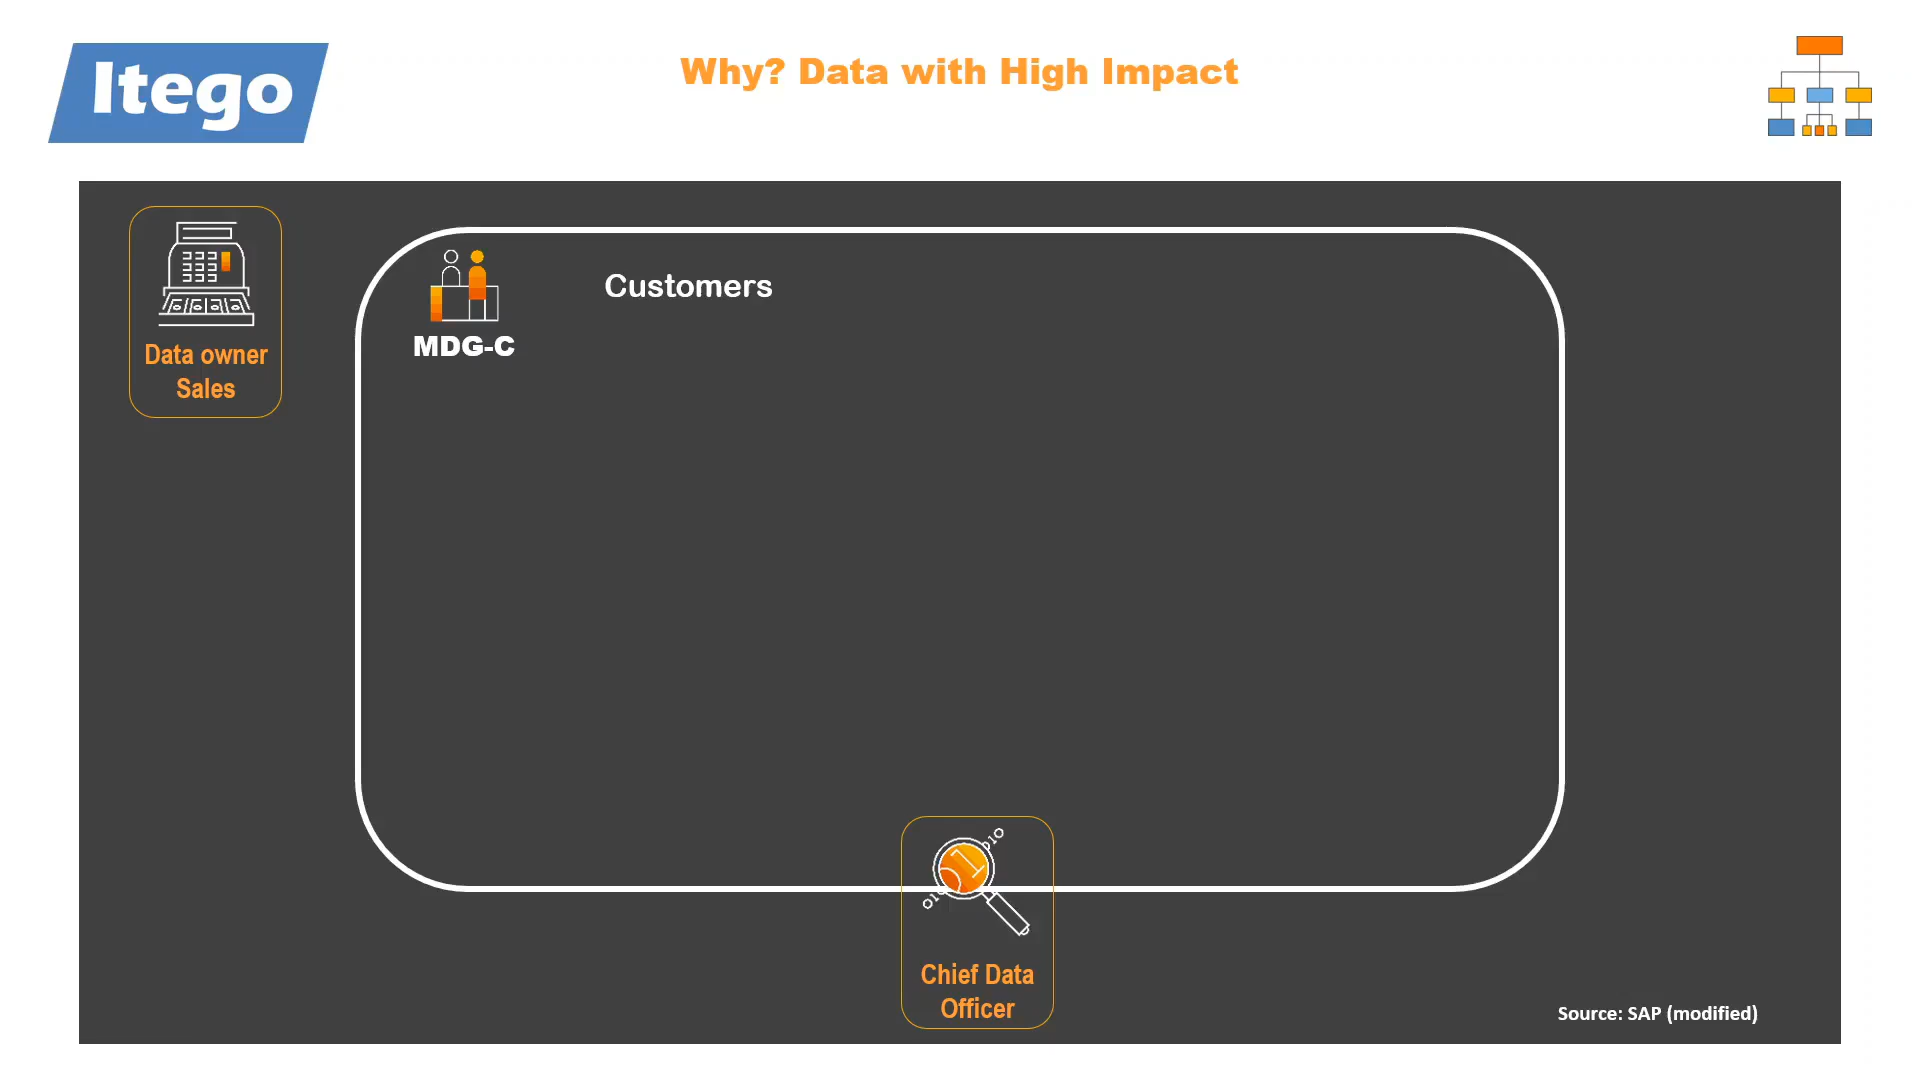 Itego
Why? Data with High Impact
Data owner
Sales
Customers
MDG-C
Chief Data
Officer
Source: SAP (modified)